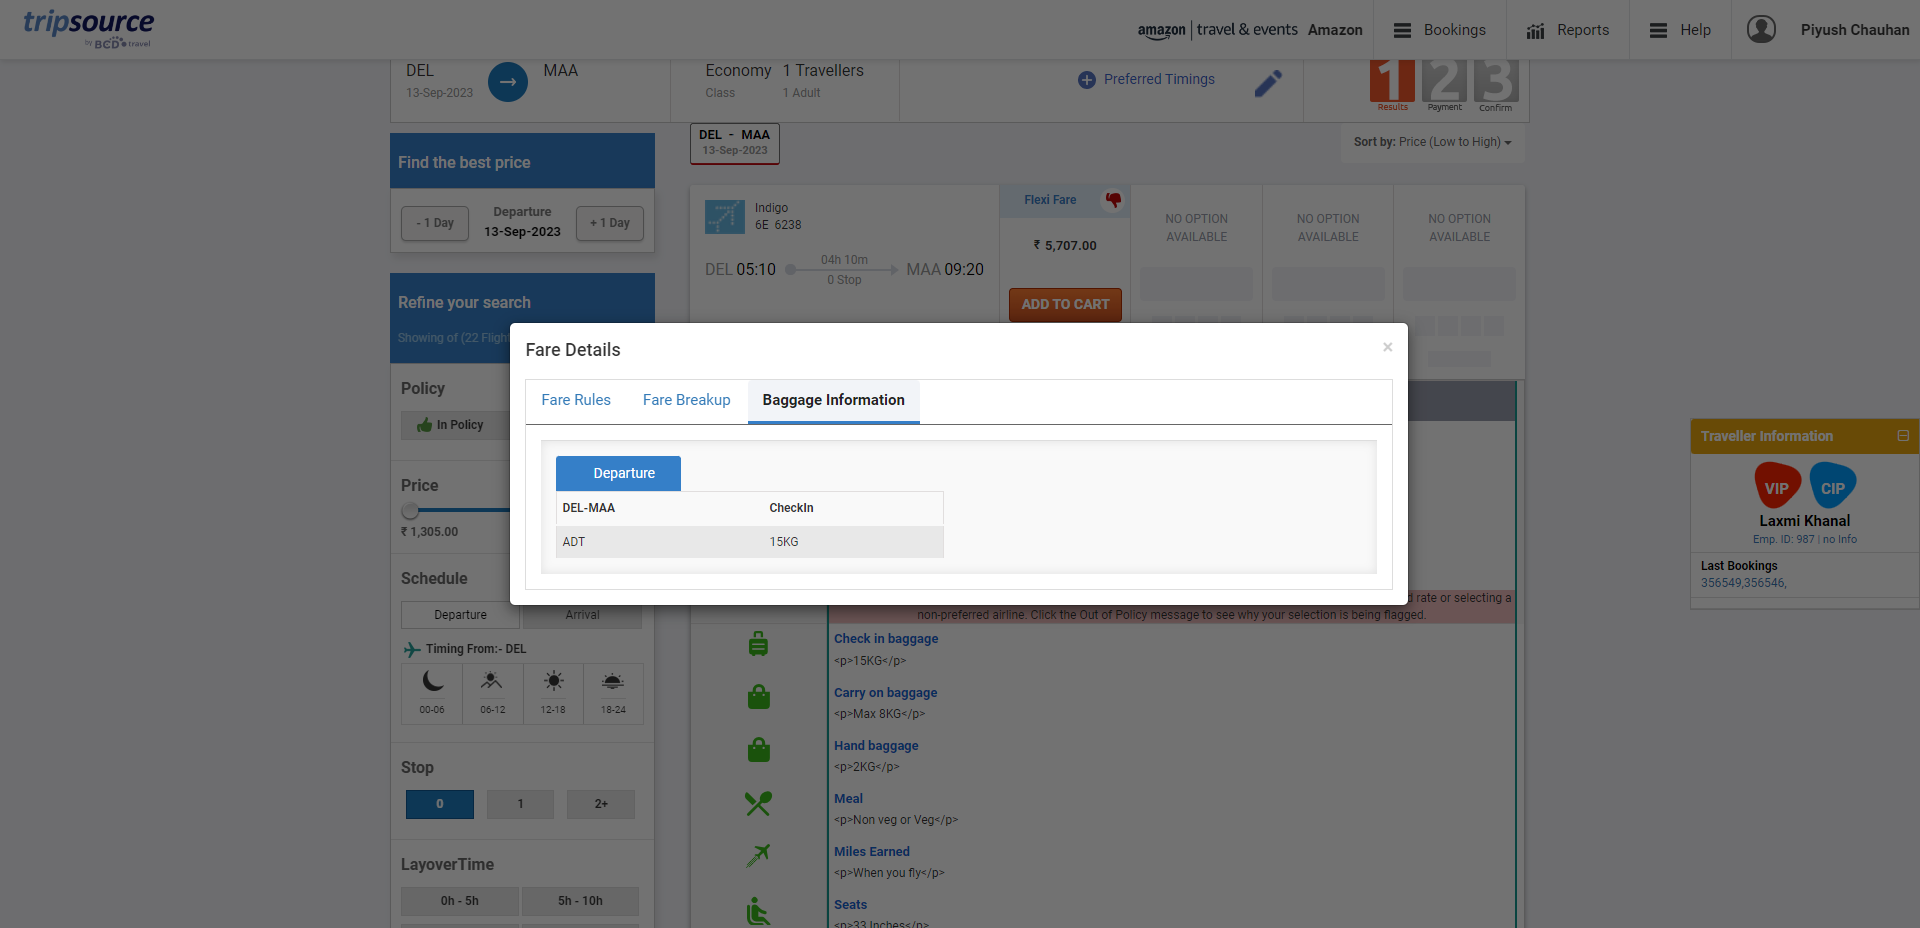 tripsource
by BCD travel
amazon | travel & events Amazon
Bookings
Reports
Help
Piyush Chauhan
DEL
MAA
13-Sep-2023
Economy
Class
1 Travellers
1 Adult
Preferred Timings
1 2 3
Results Payment Confirm
DEL - MAA
13-Sep-2023
Sort by: Price (Low to High)
Find the best price
- 1 Day
Departure
13-Sep-2023
+ 1 Day
Refine your search
Showing of (22 Fligh
Policy
In Policy
Price
₹ 1,305.00
Schedule
Departure
Arrival
Timing From:- DEL
00-06
06-12
12-18
18-24
Stop
0
1
2+
LayoverTime
0h - 5h
5h - 10h
Indigo
6E 6238
DEL 05:10
04h 10m
0 Stop
MAA 09:20
Flexi Fare
₹ 5,707.00
ADD TO CART
NO OPTION
AVAILABLE
NO OPTION
AVAILABLE
NO OPTION
AVAILABLE
Fare Details
×
Fare Rules
Fare Breakup
Baggage Information
Departure
DEL-MAA
CheckIn
ADT
15KG
rate or selecting a
non-preferred airline. Click the Out of Policy message to see why your selection is being flagged.
Check in baggage
<p>15KG</p>
Carry on baggage
<p>Max 8KG</p>
Hand baggage
<p>2KG</p>
Meal
<p>Non veg or Veg</p>
Miles Earned
<p>When you fly</p>
Seats
<p>33 Inches</p>
Traveller Information
VIP
CIP
Laxmi Khanal
Emp. ID: 987 | no Info
Last Bookings
356549,356546,